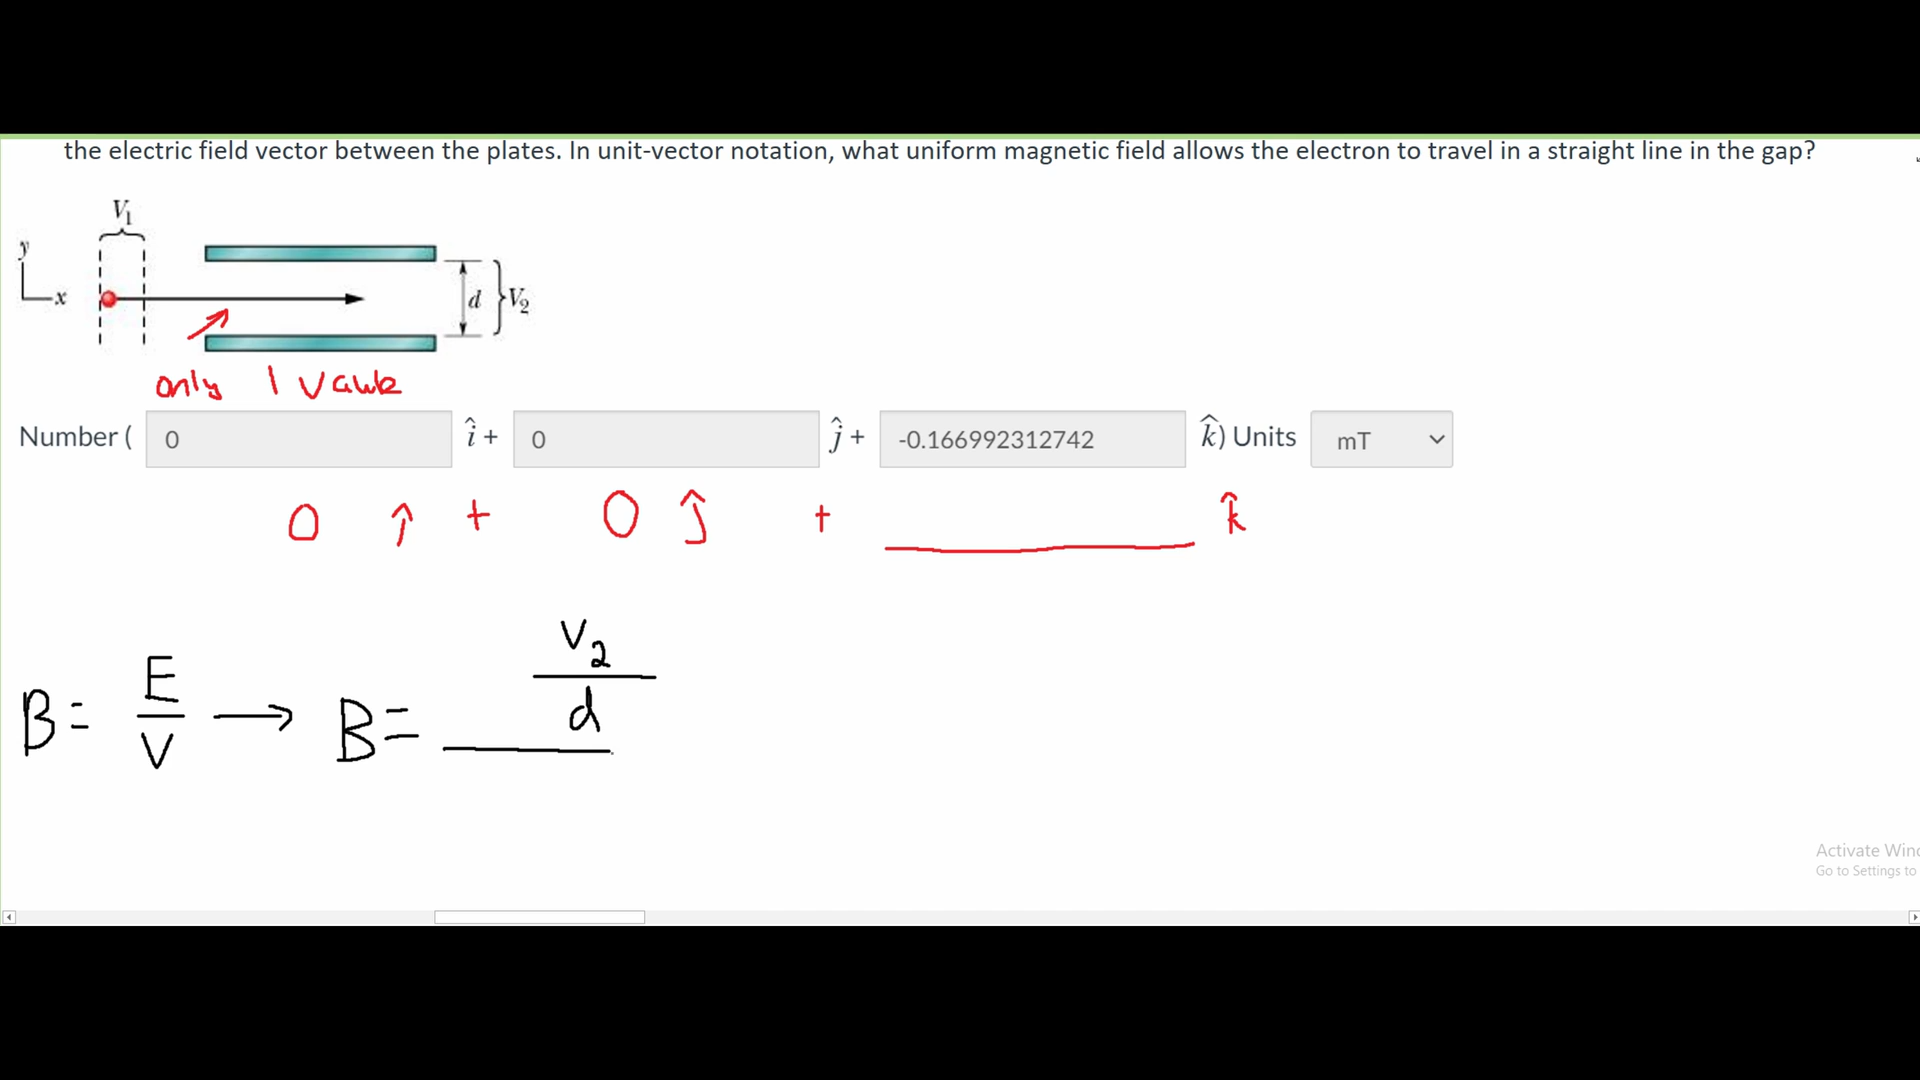 the electric field vector between the plates. In unit-vector notation, what uniform magnetic field allows the electron to travel in a straight line in the gap?
V₁
y
x
d
V₂
only 1 value
Number ( 0 î + 0 ĵ + -0.166992312742 k̂) Units mT
0 î + 0 ĵ + ____ k̂
B = E/V → B = V₂/d
Activate Win
Go to Settings to